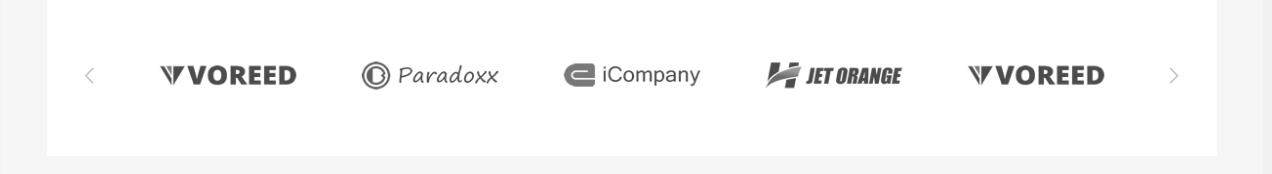 VOREED
Paradoxx
iCompany
JET ORANGE
VOREED